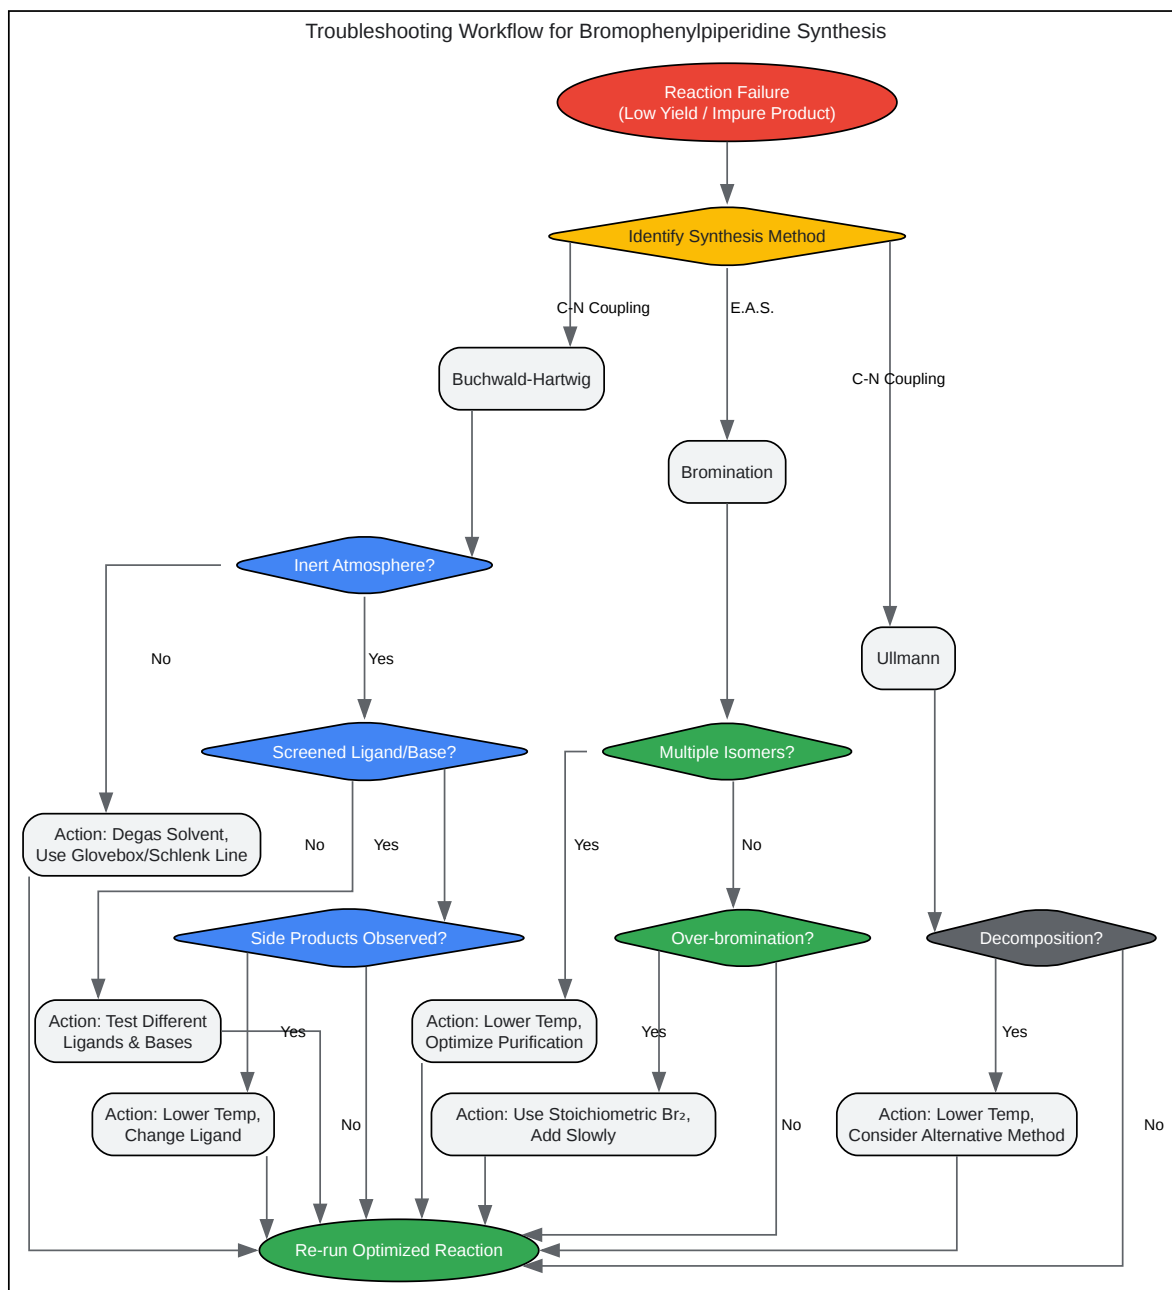 Troubleshooting Workflow for Bromophenylpiperidine Synthesis
Reaction Failure
(Low Yield / Impure Product)
Identify Synthesis Method
C-N Coupling
E.A.S.
C-N Coupling
Buchwald-Hartwig
Bromination
Inert Atmosphere?
Ullmann
No
Yes
Screened Ligand/Base?
Multiple Isomers?
Action: Degas Solvent,
Use Glovebox/Schlenk Line
No
Yes
Yes
No
Side Products Observed?
Over-bromination?
Decomposition?
Action: Test Different
Ligands & Bases
Yes
Action: Lower Temp,
Optimize Purification
Yes
Yes
Action: Lower Temp,
Change Ligand
No
Action: Use Stoichiometric Br₂,
Add Slowly
No
Action: Lower Temp,
Consider Alternative Method
No
Re-run Optimized Reaction